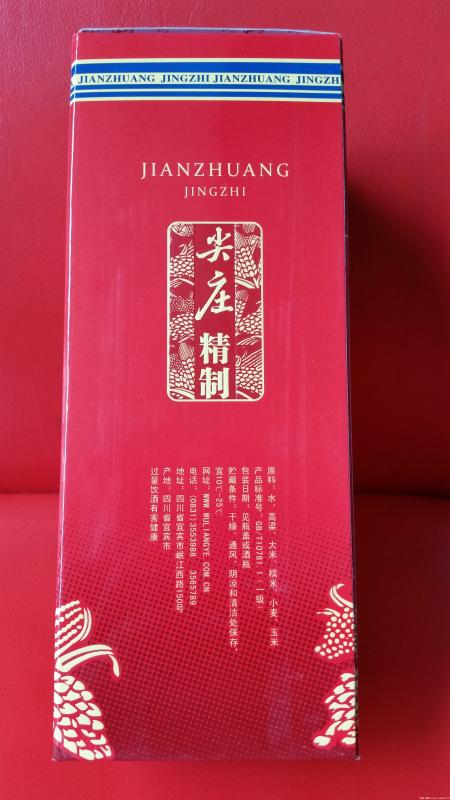 JIANZHUANG JINGZHI JIANZHUANG JINGZHI
JIANZHUANG
JINGZHI
尖庄
精制
原料：水、高粱、大米、糯米、小麦、玉米
产品标准号：GB/T10781.1（一级）
包装日期：见瓶盖或酒瓶
贮藏条件：干燥、通风、阴凉和清洁处保存，
宜10℃-25℃
网址：WWW.WULIANGYE.COM.CN
电话：(0831)3553988 3565789
地址：四川省宜宾市岷江西路150号
产地：四川省宜宾市
过量饮酒有害健康